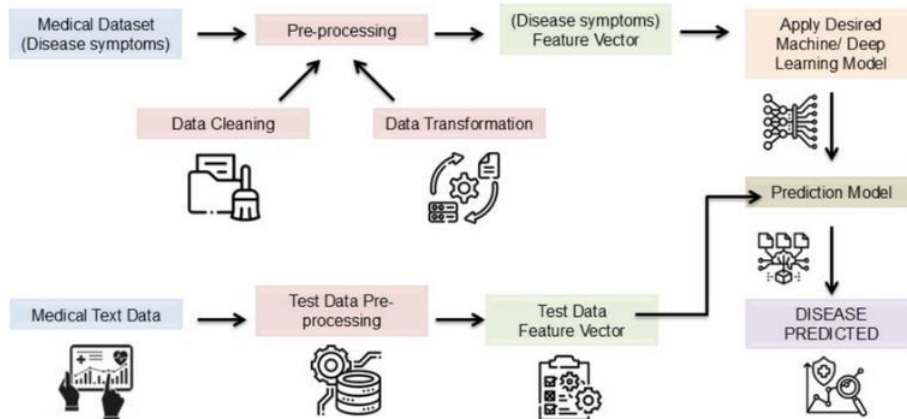 Medical Dataset
(Disease symptoms)
Pre-processing
(Disease symptoms)
Feature Vector
Apply Desired
Machine/ Deep
Learning Model
Data Cleaning
Data Transformation
Prediction Model
Medical Text Data
Test Data Pre-
processing
Test Data
Feature Vector
DISEASE
PREDICTED